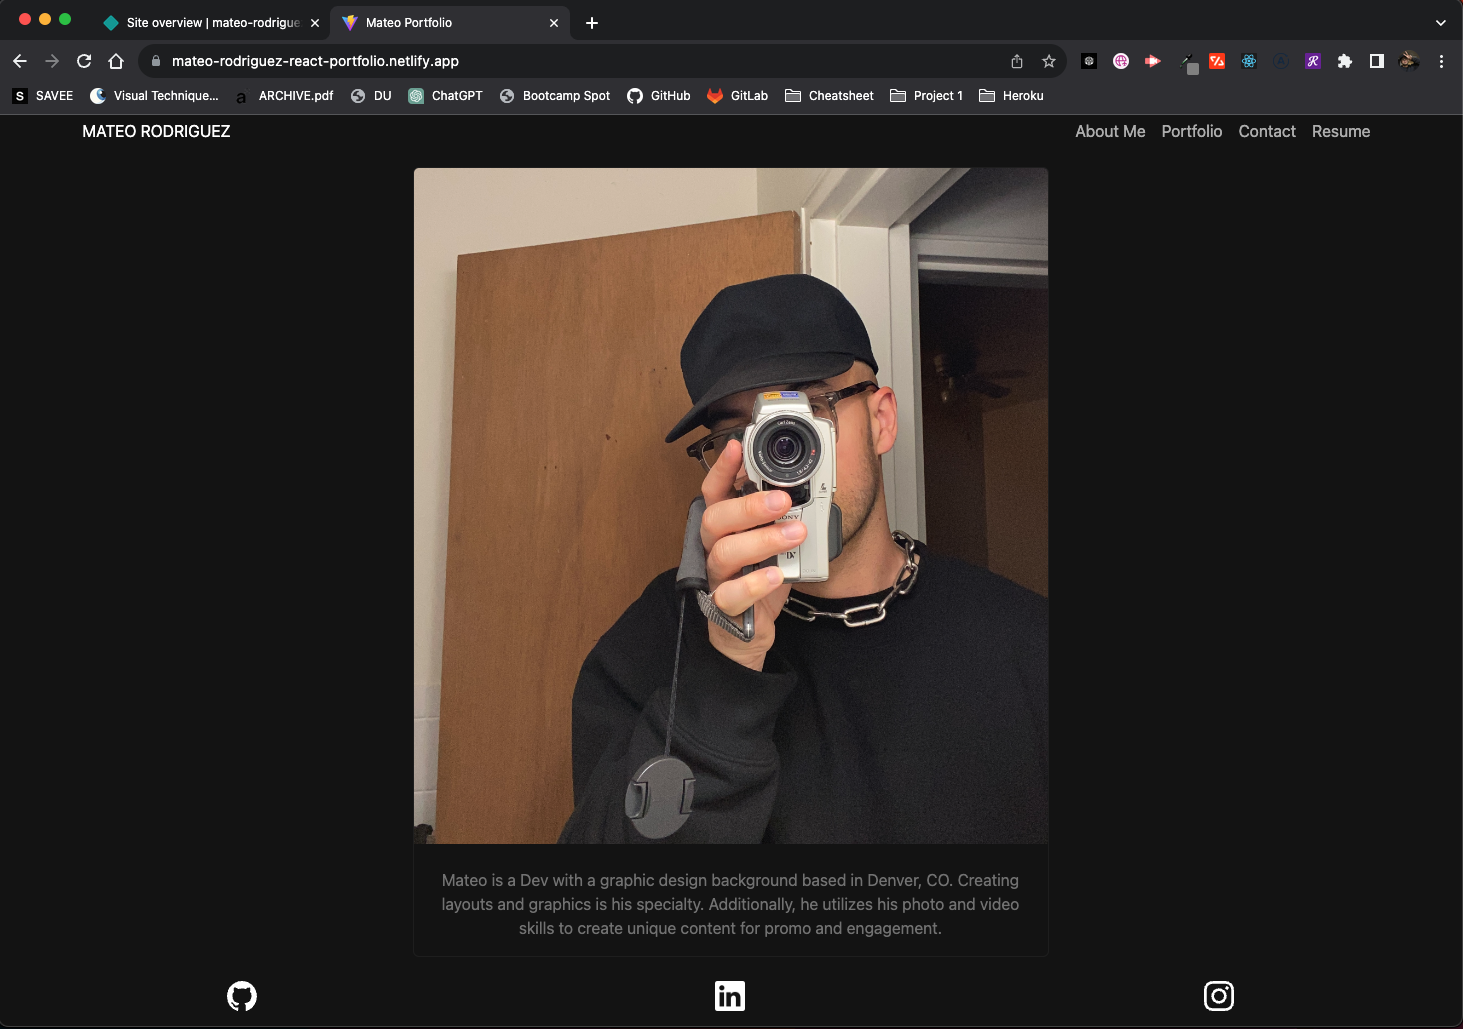 Site overview | mateo-rodrigue
Mateo Portfolio
mateo-rodriguez-react-portfolio.netlify.app
S SAVEE
Visual Technique...
a ARCHIVE.pdf
DU
ChatGPT
Bootcamp Spot
GitHub
GitLab
Cheatsheet
Project 1
Heroku
MATEO RODRIGUEZ
About Me
Portfolio
Contact
Resume
SONY
DV
Mateo is a Dev with a graphic design background based in Denver, CO. Creating
layouts and graphics is his specialty. Additionally, he utilizes his photo and video
skills to create unique content for promo and engagement.
in